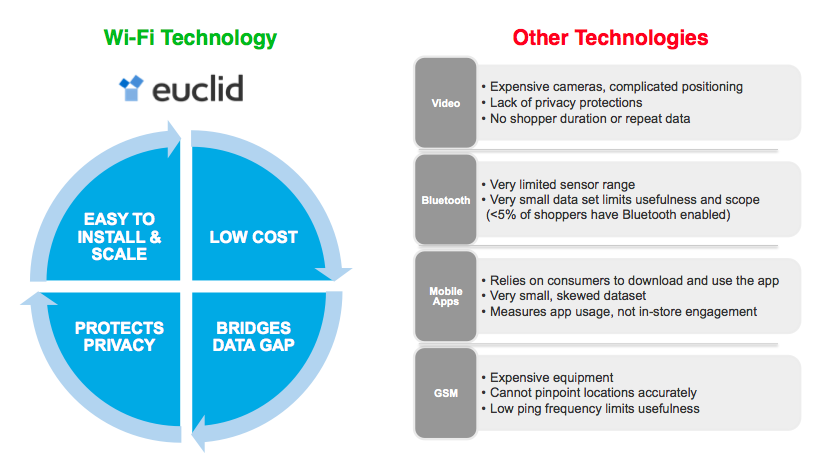 Wi-Fi Technology
euclid
EASY TO
INSTALL &
SCALE
LOW COST
PROTECTS
PRIVACY
BRIDGES
DATA GAP
Other Technologies
Video
• Expensive cameras, complicated positioning
• Lack of privacy protections
• No shopper duration or repeat data
Bluetooth
• Very limited sensor range
• Very small data set limits usefulness and scope
(<5% of shoppers have Bluetooth enabled)
Mobile
Apps
• Relies on consumers to download and use the app
• Very small, skewed dataset
• Measures app usage, not in-store engagement
GSM
• Expensive equipment
• Cannot pinpoint locations accurately
• Low ping frequency limits usefulness